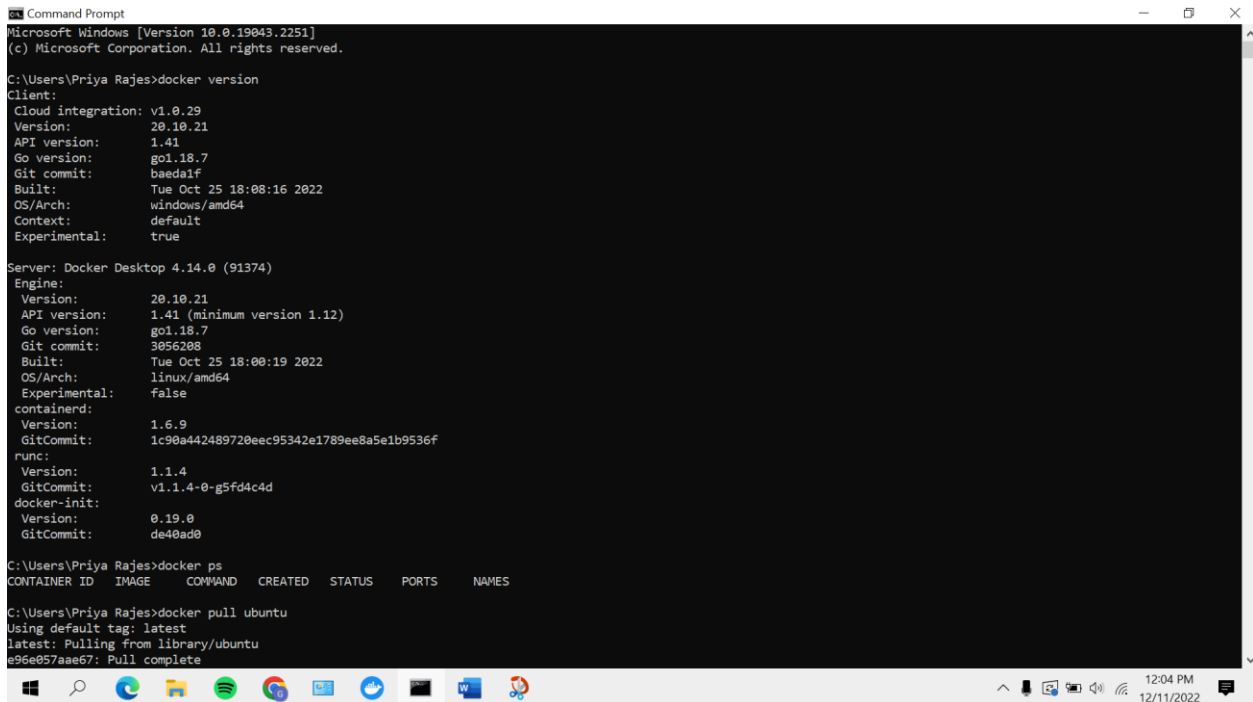 Command Prompt
Microsoft Windows [Version 10.0.19043.2251]
(c) Microsoft Corporation. All rights reserved.
C:\Users\Priya Rajes>docker version
Client:
Cloud integration: v1.0.29
Version: 20.10.21
API version: 1.41
Go version: go1.18.7
Git commit: baeda1f
Built: Tue Oct 25 18:08:16 2022
OS/Arch: windows/amd64
Context: default
Experimental: true
Server: Docker Desktop 4.14.0 (91374)
Engine:
Version: 20.10.21
API version: 1.41 (minimum version 1.12)
Go version: go1.18.7
Git commit: 3056208
Built: Tue Oct 25 18:00:19 2022
OS/Arch: linux/amd64
Experimental: false
containerd:
Version: 1.6.9
GitCommit: 1c90a442489720eec95342e1789ee8a5e1b9536f
runc:
Version: 1.1.4
GitCommit: v1.1.4-0-g5fd4c4d
docker-init:
Version: 0.19.0
GitCommit: de40ad0
C:\Users\Priya Rajes>docker ps
CONTAINER ID IMAGE COMMAND CREATED STATUS PORTS NAMES
C:\Users\Priya Rajes>docker pull ubuntu
Using default tag: latest
latest: Pulling from library/ubuntu
e96e057aae67: Pull complete
12:04 PM
12/11/2022